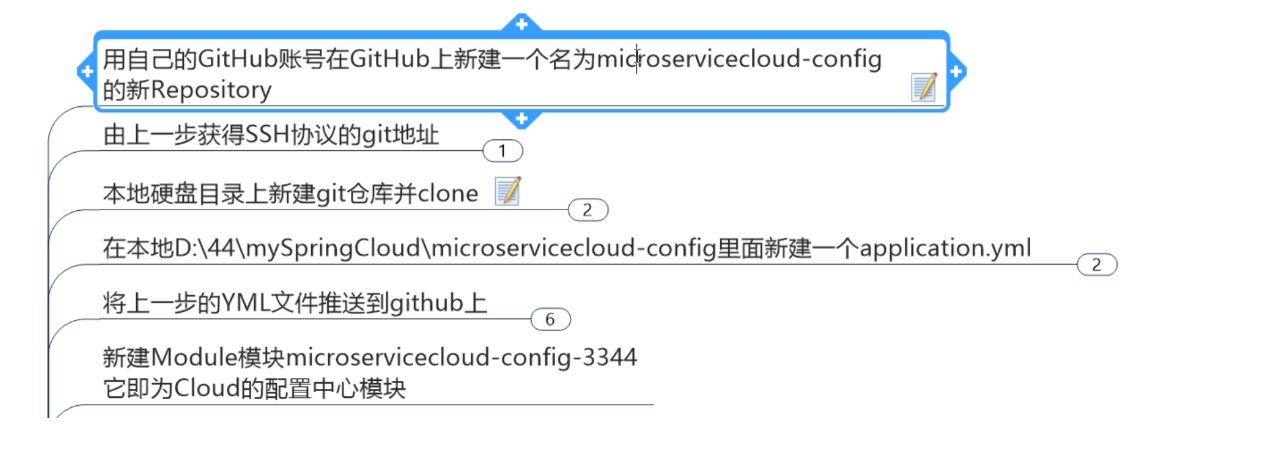 用自己的GitHub账号在GitHub上新建一个名为microservicecloud-config
的新Repository
由上一步获得SSH协议的git地址
1
本地硬盘目录上新建git仓库并clone
2
在本地D:\44\mySpringCloud\microservicecloud-config里面新建一个application.yml
2
将上一步的YML文件推送到github上
6
新建Module模块microservicecloud-config-3344
它即为Cloud的配置中心模块